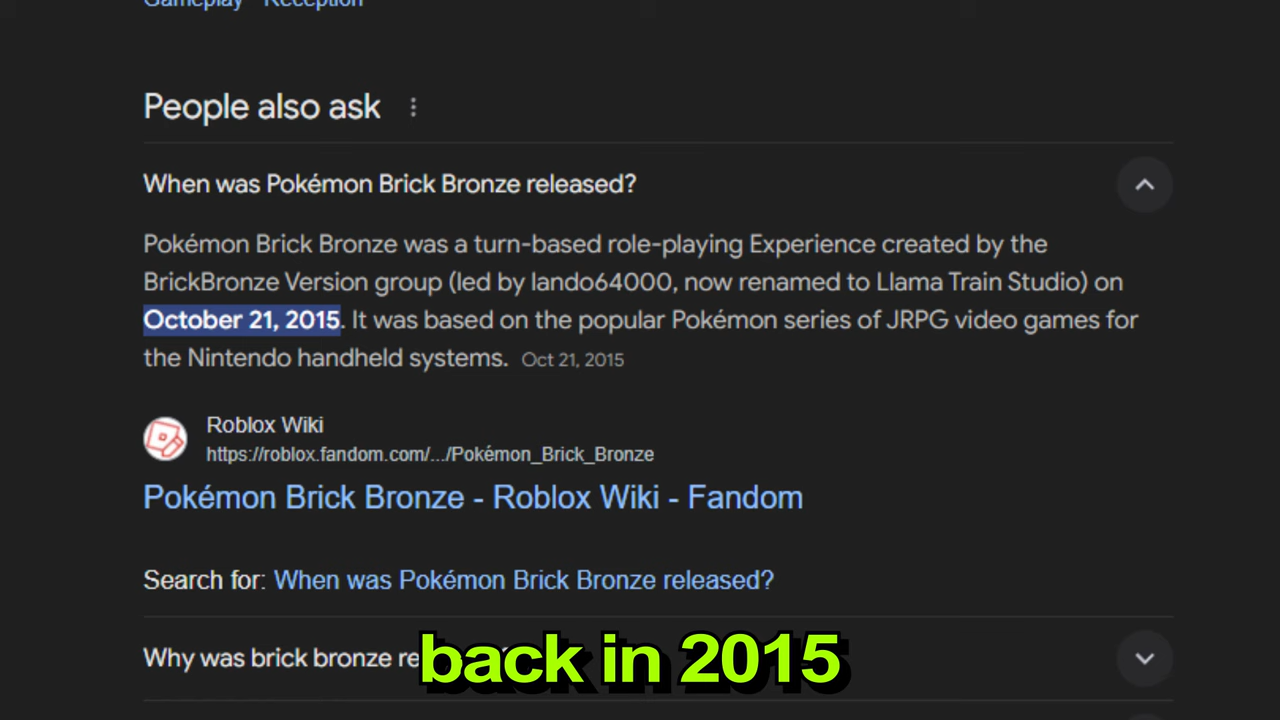 Gameplay Reception
People also ask
When was Pokémon Brick Bronze released?
Pokémon Brick Bronze was a turn-based role-playing Experience created by the
BrickBronze Version group (led by lando64000, now renamed to Llama Train Studio) on
October 21, 2015. It was based on the popular Pokémon series of JRPG video games for
the Nintendo handheld systems. Oct 21, 2015
Roblox Wiki
https://roblox.fandom.com/.../Pokémon_Brick_Bronze
Pokémon Brick Bronze - Roblox Wiki - Fandom
Search for: When was Pokémon Brick Bronze released?
Why was brick bronze re
back in 2015